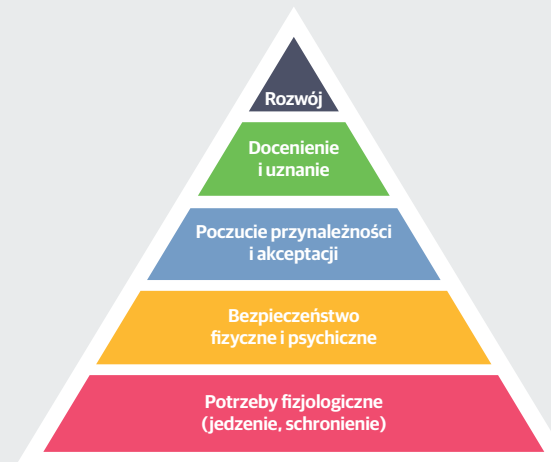 Rozwój
Docenienie
i uznanie
Poczucie przynależności
i akceptacji
Bezpieczeństwo
fizyczne i psychiczne
Potrzeby fizjologiczne
(jedzenie, schronienie)